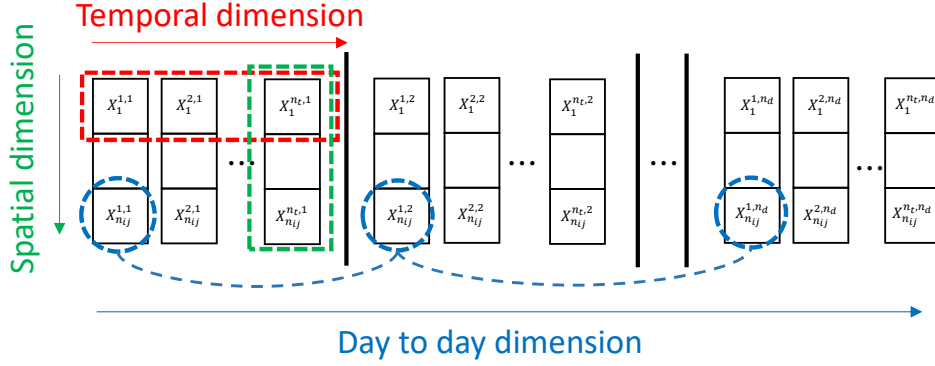 Temporal dimension
Spatial dimension
X_1^{1,1} X_1^{2,1} X_1^{n_t,1} X_1^{1,2} X_1^{2,2} X_1^{n_t,2} X_1^{1,n_d} X_1^{2,n_d} X_1^{n_t,n_d}
... ... ... ...
X_{n_{ij}}^{1,1} X_{n_{ij}}^{2,1} X_{n_{ij}}^{n_t,1} X_{n_{ij}}^{1,2} X_{n_{ij}}^{2,2} X_{n_{ij}}^{n_t,2} X_{n_{ij}}^{1,n_d} X_{n_{ij}}^{2,n_d} X_{n_{ij}}^{n_t,n_d}
Day to day dimension